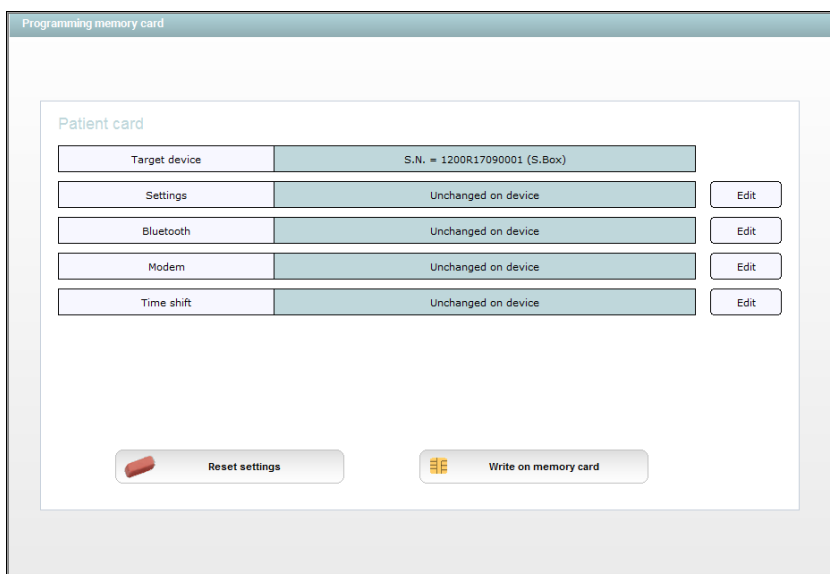 Programming memory card
Patient card
Target device S.N. = 1200R17090001 (S.Box)
Settings Unchanged on device Edit
Bluetooth Unchanged on device Edit
Modem Unchanged on device Edit
Time shift Unchanged on device Edit
Reset settings Write on memory card